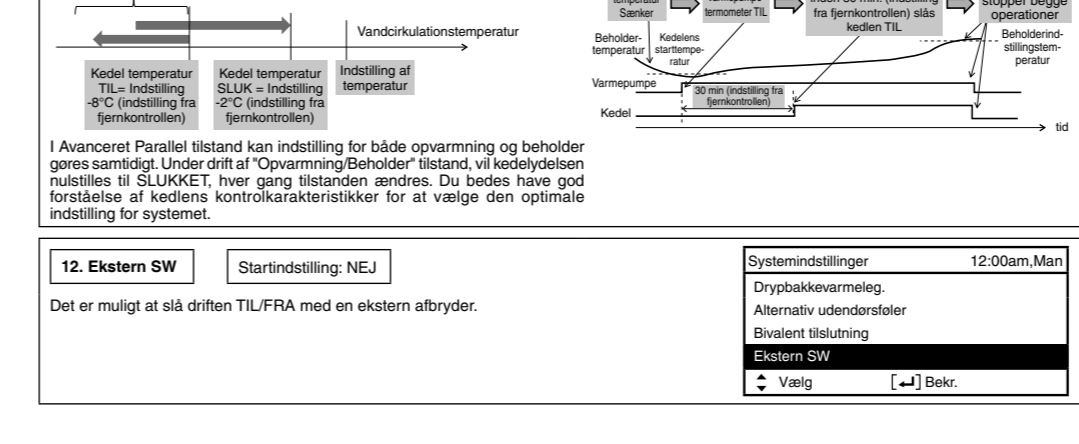 Vandcirkulationstemperatur
Kedel temperatur
TIL= Indstilling
-8°C (indstilling fra
fjernkontrollen)
Kedel temperatur
SLUK = Indstilling
-2°C (indstilling fra
fjernkontrollen)
Indstilling af
temperatur
temperatur
Sænker
termometer TIL
fra fjernkontrollen) slås
kedlen TIL
stopper begge
operationer
Beholder-
temperatur
Kedelens
starttempe-
ratur
Beholderind-
stillingstem-
peratur
Varmepumpe
30 min (indstilling fra
fjernkontrollen)
Kedel
tid
I Avanceret Parallel tilstand kan indstilling for både opvarmning og beholder
gøres samtidigt. Under drift af "Opvarmning/Beholder" tilstand, vil kedelydelsen
nulstilles til SLUKKET, hver gang tilstanden ændres. Du bedes have god
forståelse af kedlens kontrolkarakteristikker for at vælge den optimale
indstilling for systemet.
12. Ekstern SW
Startindstilling: NEJ
Det er muligt at slå driften TIL/FRA med en ekstern afbryder.
Systemindstillinger 12:00am,Man
Drypbakkevarmeleg.
Alternativ udendørsføler
Bivalent tilslutning
Ekstern SW
Vælg [↵] Bekr.